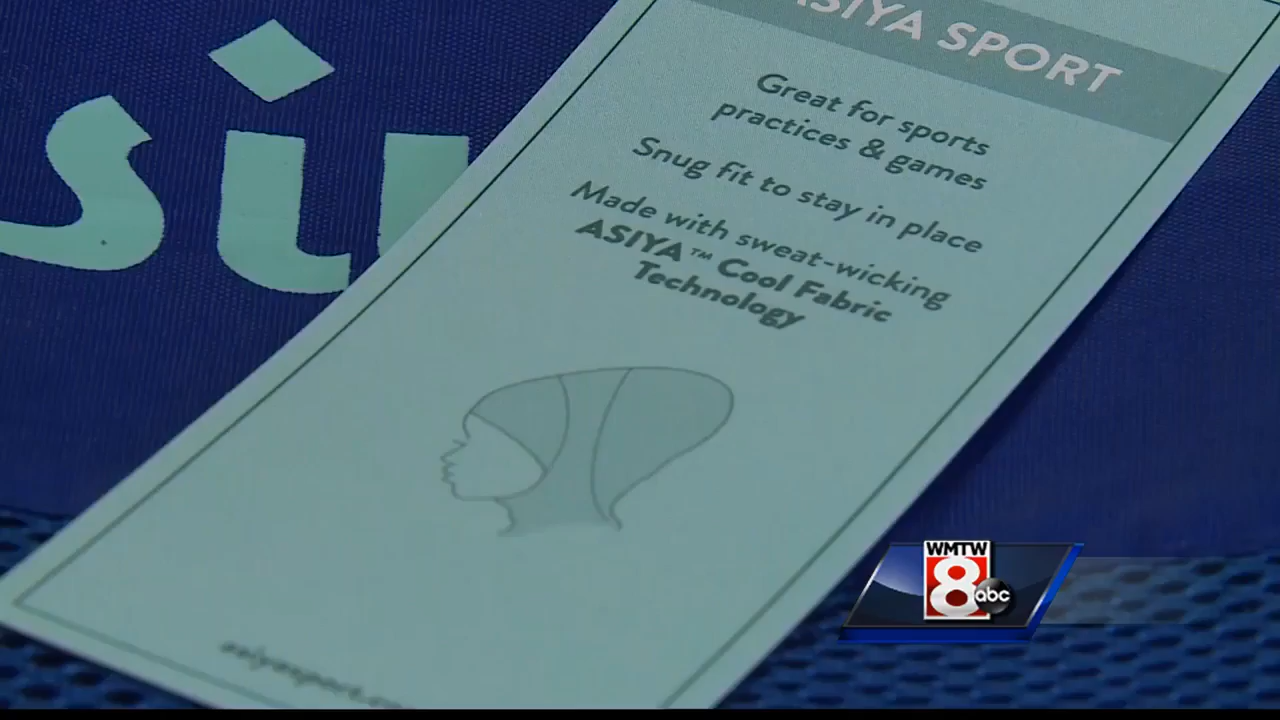 ASIYA SPORT
Great for sports
practices & games
Snug fit to stay in place
Made with sweat-wicking
ASIYA™ Cool Fabric
Technology
WMTW
8
abc